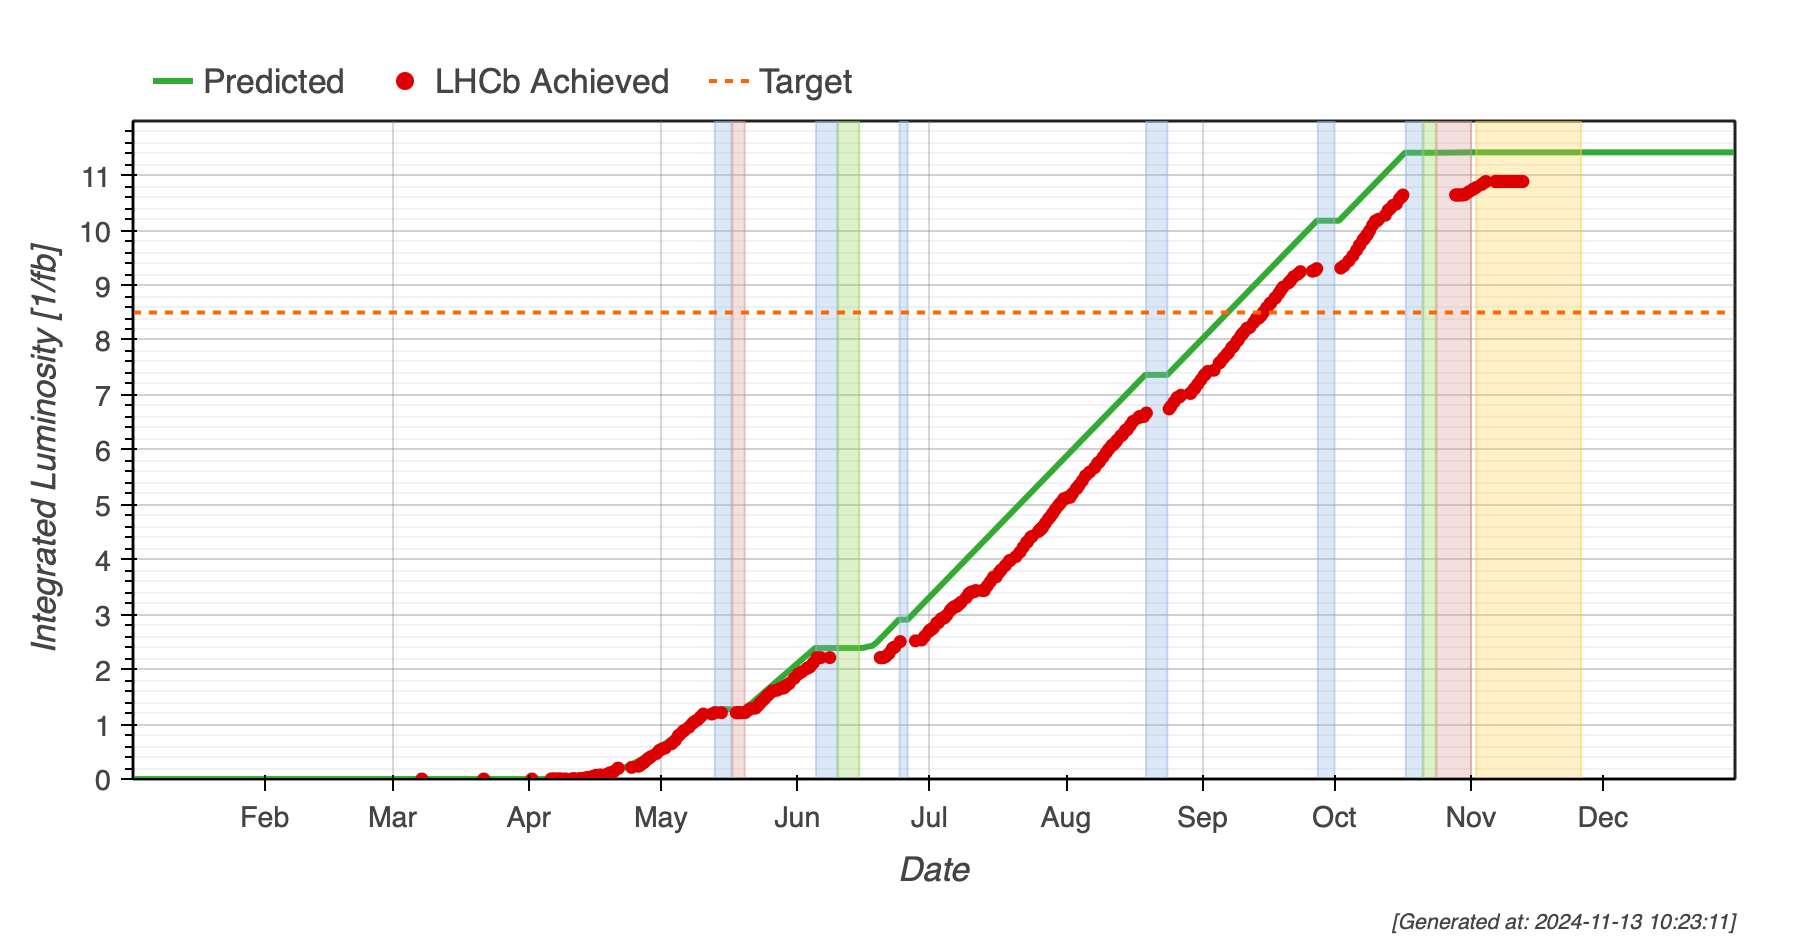 Predicted LHCb Achieved Target
Integrated Luminosity [1/fb]
11
10
9
8
7
6
5
4
3
2
1
0
Feb Mar Apr May Jun Jul Aug Sep Oct Nov Dec
Date
[Generated at: 2024-11-13 10:23:11]